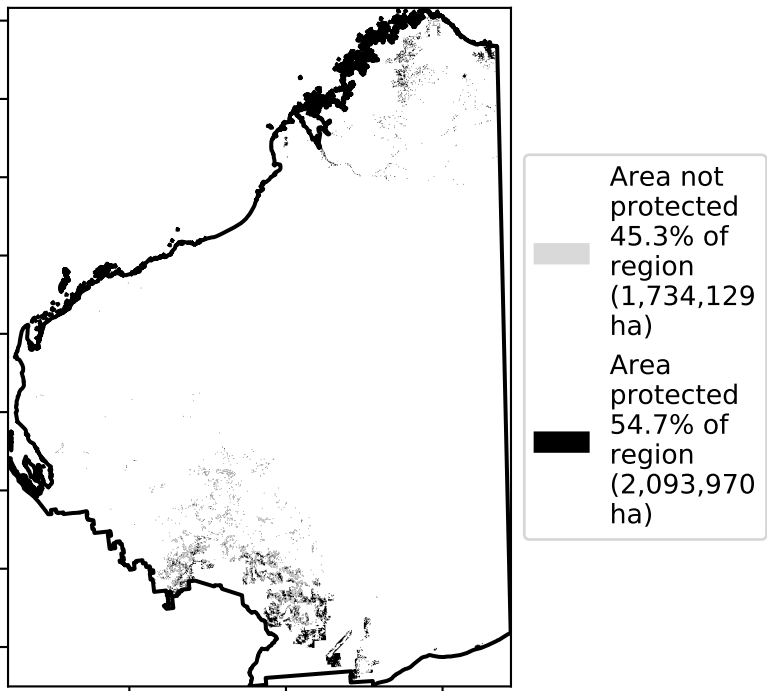 Area not
protected
45.3% of
region
(1,734,129
ha)
Area
protected
54.7% of
region
(2,093,970
ha)